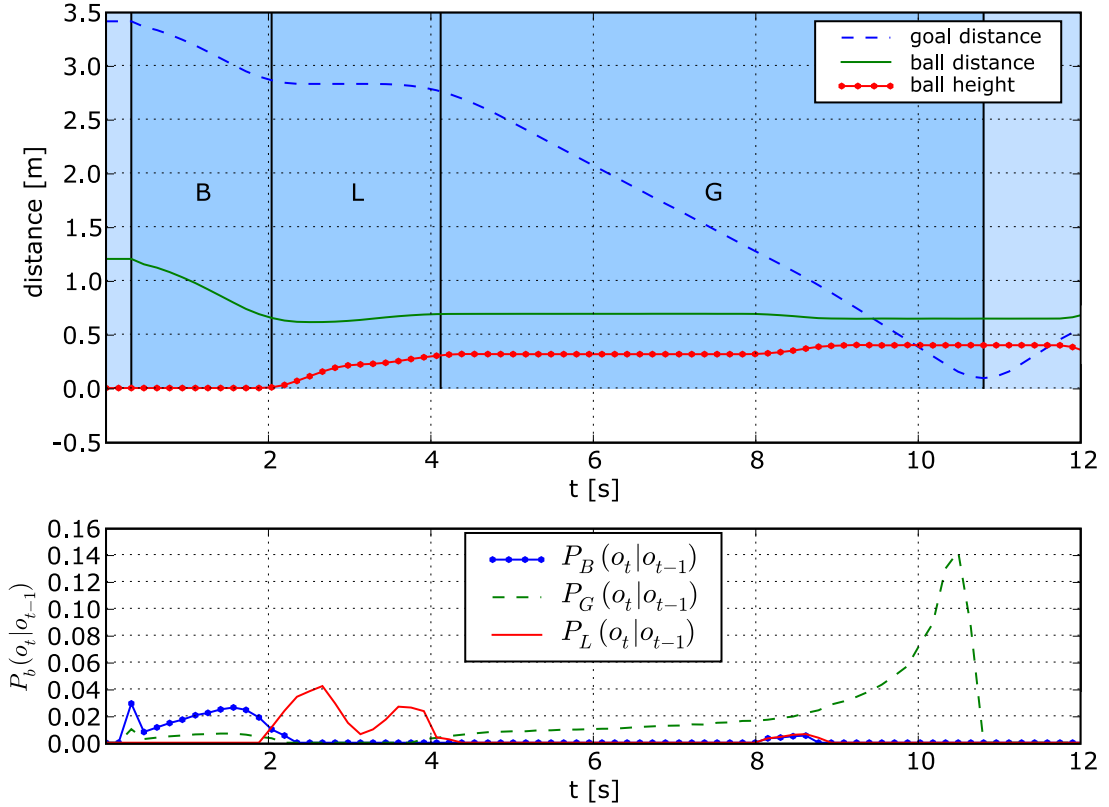 3.5
3.0
2.5
2.0
1.5
1.0
0.5
0.0
-0.5
distance [m]
goal distance
ball distance
ball height
B
L
G
2
4
6
8
10
12
t [s]
0.16
0.14
0.12
0.10
0.08
0.06
0.04
0.02
0.00
P_b(o_t|o_{t-1})
P_B(o_t|o_{t-1})
P_G(o_t|o_{t-1})
P_L(o_t|o_{t-1})
2
4
6
8
10
12
t [s]